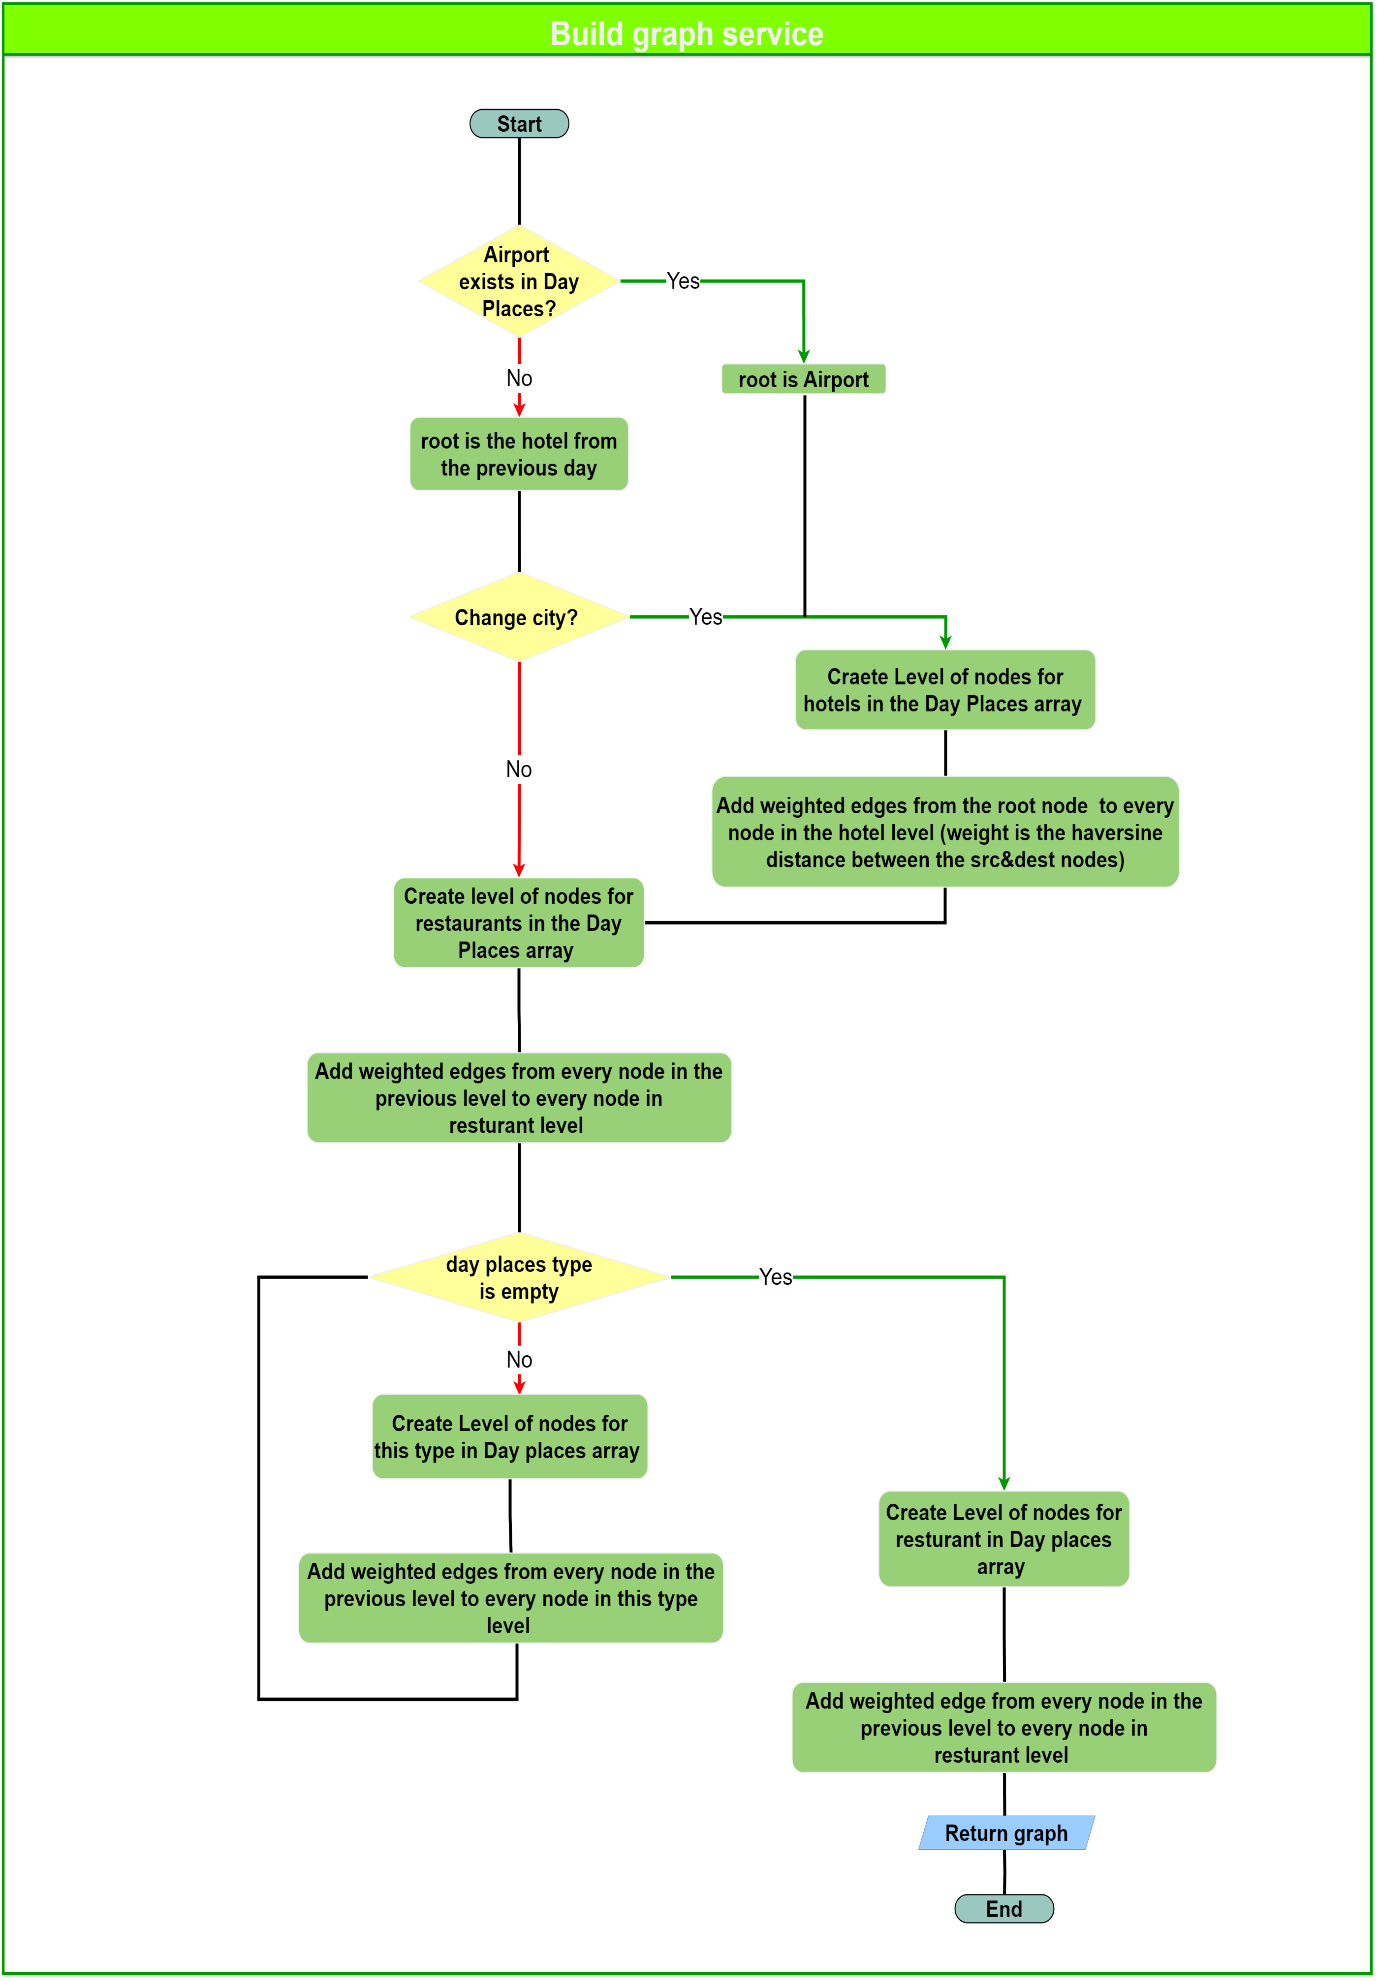 Build graph service
Start
Airport
exists in Day
Places?
Yes
No
root is Airport
root is the hotel from
the previous day
Change city?
Yes
Craete Level of nodes for
hotels in the Day Places array
No
Add weighted edges from the root node to every
node in the hotel level (weight is the haversine
distance between the src&dest nodes)
Create level of nodes for
restaurants in the Day
Places array
Add weighted edges from every node in the
previous level to every node in
resturant level
day places type
is empty
Yes
No
Create Level of nodes for
this type in Day places array
Add weighted edges from every node in the
previous level to every node in this type
level
Create Level of nodes for
resturant in Day places
array
Add weighted edge from every node in the
previous level to every node in
resturant level
Return graph
End